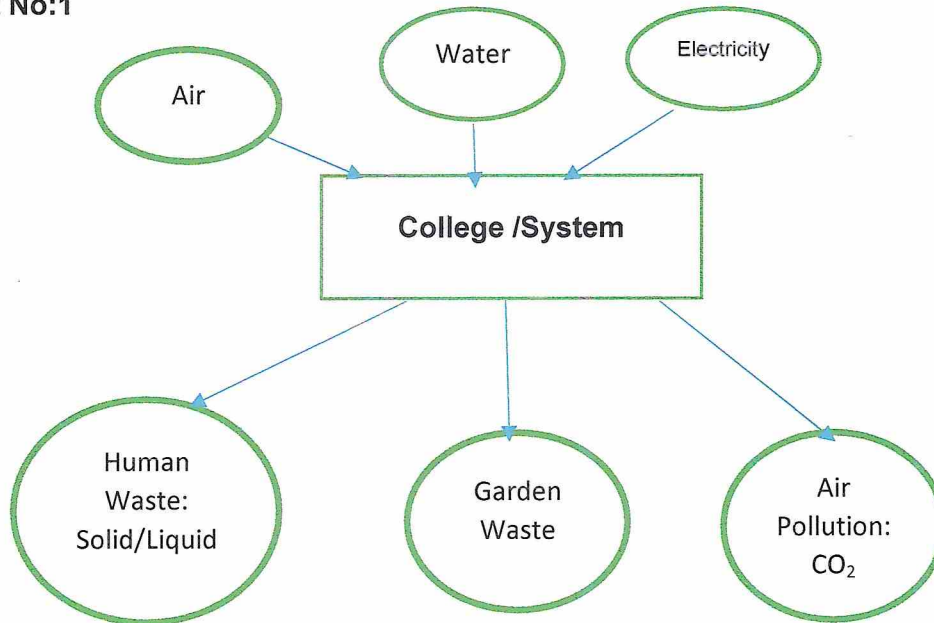 No:1
Air
Water
Electricity
College /System
Human
Waste:
Solid/Liquid
Garden
Waste
Air
Pollution:
CO₂